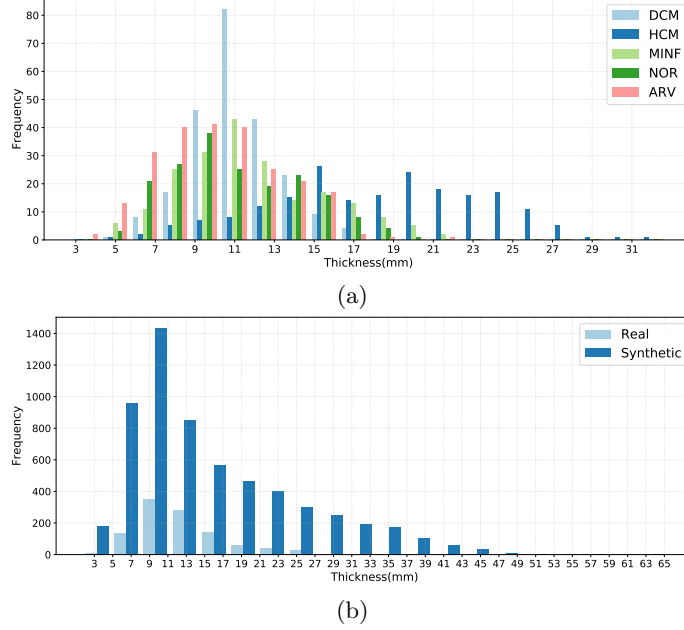 80
70
60
50
40
30
20
10
0
Frequency
DCM
HCM
MINF
NOR
ARV
3 5 7 9 11 13 15 17 19 21 23 25 27 29 31
Thickness(mm)
(a)
1400
1200
1000
800
600
400
200
0
Frequency
Real
Synthetic
3 5 7 9 11 13 15 17 19 21 23 25 27 29 31 33 35 37 39 41 43 45 47 49 51 53 55 57 59 61 63 65
Thickness(mm)
(b)